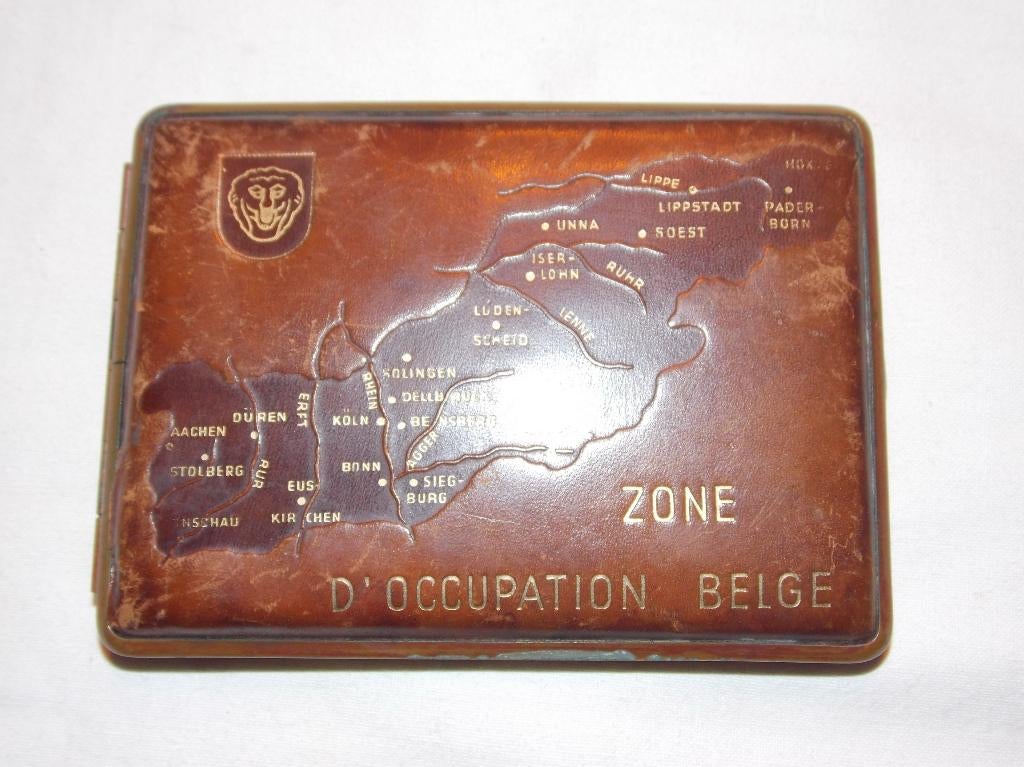 LIPPE
LIPPSTADT
PADER-
BORN
UNNA
SOEST
ISER-
LOHN
RUHR
LENNE
LÜDEN-
SCHEID
SOLINGEN
RHEIN
ERFT
DÜREN
KÖLN
AACHEN
AGGER
STOLBERG
RUR
BONN
SIEG-
BURG
EUS-
KIRCHEN
ZONE
D'OCCUPATION BELGE